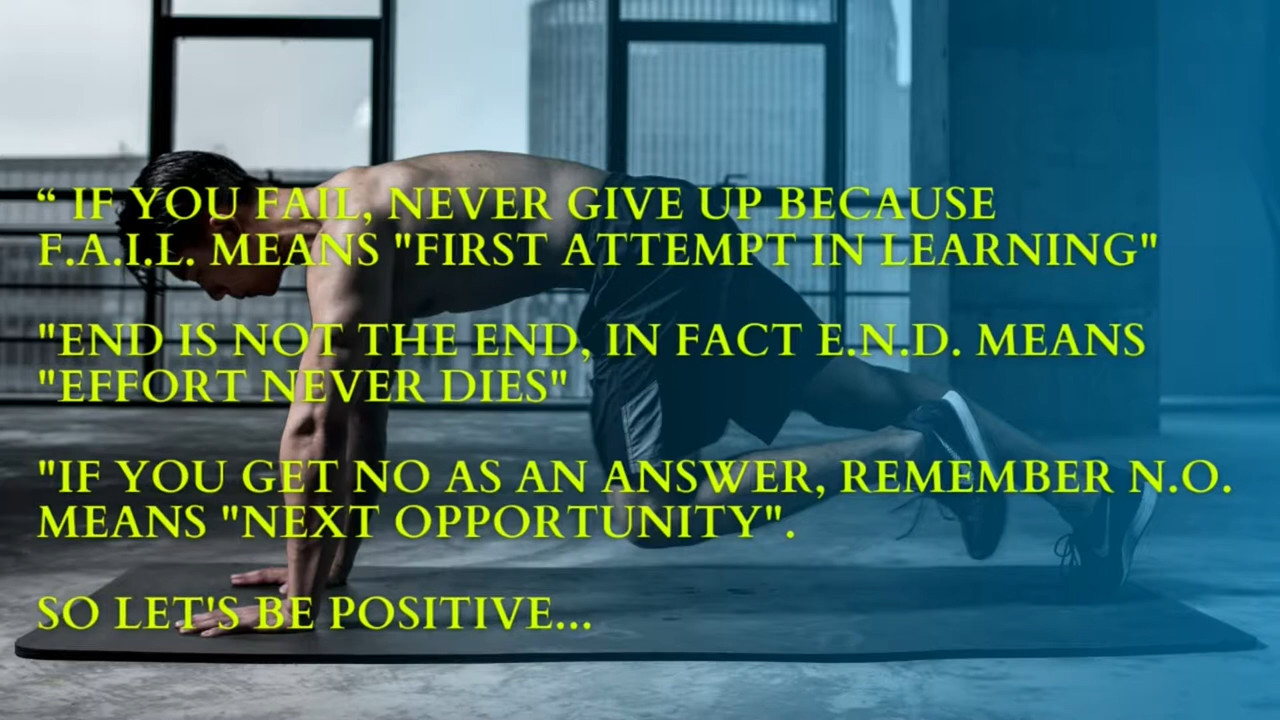 “ IF YOU FAIL, NEVER GIVE UP BECAUSE
F.A.I.L. MEANS "FIRST ATTEMPT IN LEARNING"
"END IS NOT THE END, IN FACT E.N.D. MEANS
"EFFORT NEVER DIES"
"IF YOU GET NO AS AN ANSWER, REMEMBER N.O.
MEANS "NEXT OPPORTUNITY".
SO LET'S BE POSITIVE...